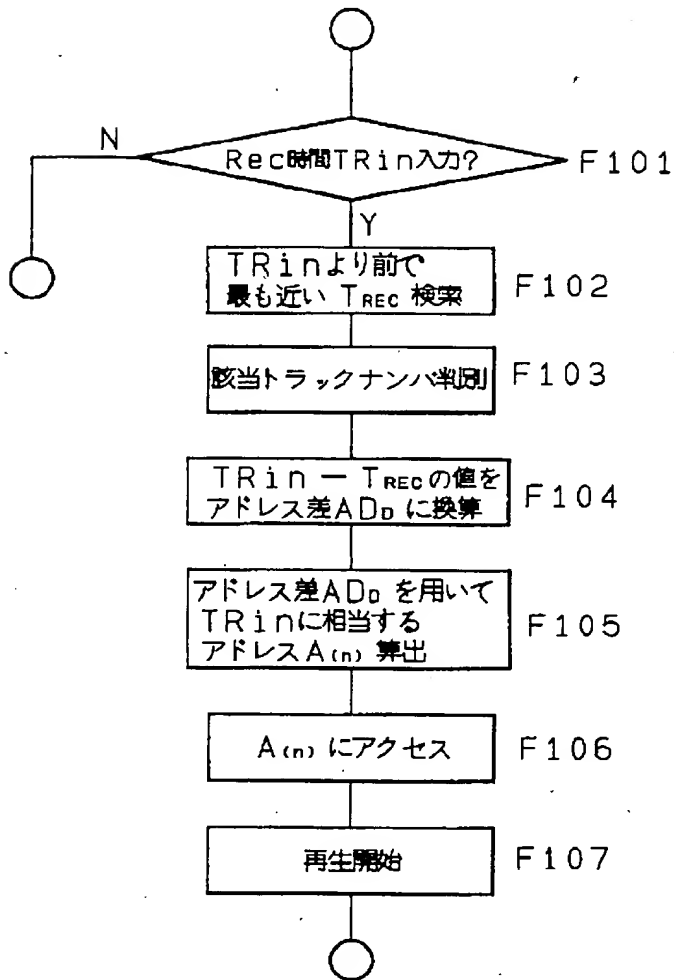 N
Rec時間TRin入力?
F101
Y
TRinより前で
最も近い TREC 検索
F102
該当トラックナンバ判別
F103
TRin − TRECの値を
アドレス差ADD に換算
F104
アドレス差ADD を用いて
TRinに相当する
アドレスA(n) 算出
F105
A(n) にアクセス
F106
再生開始
F107